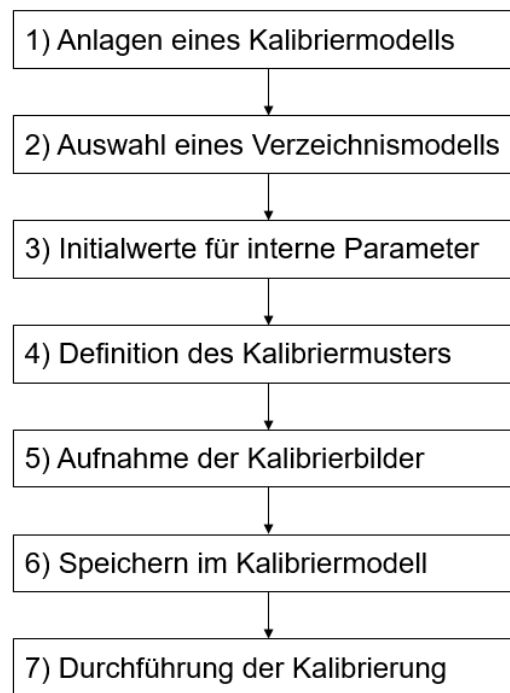 1) Anlagen eines Kalibriermodells
2) Auswahl eines Verzeichnismodells
3) Initialwerte für interne Parameter
4) Definition des Kalibriermusters
5) Aufnahme der Kalibrierbilder
6) Speichern im Kalibriermodell
7) Durchführung der Kalibrierung